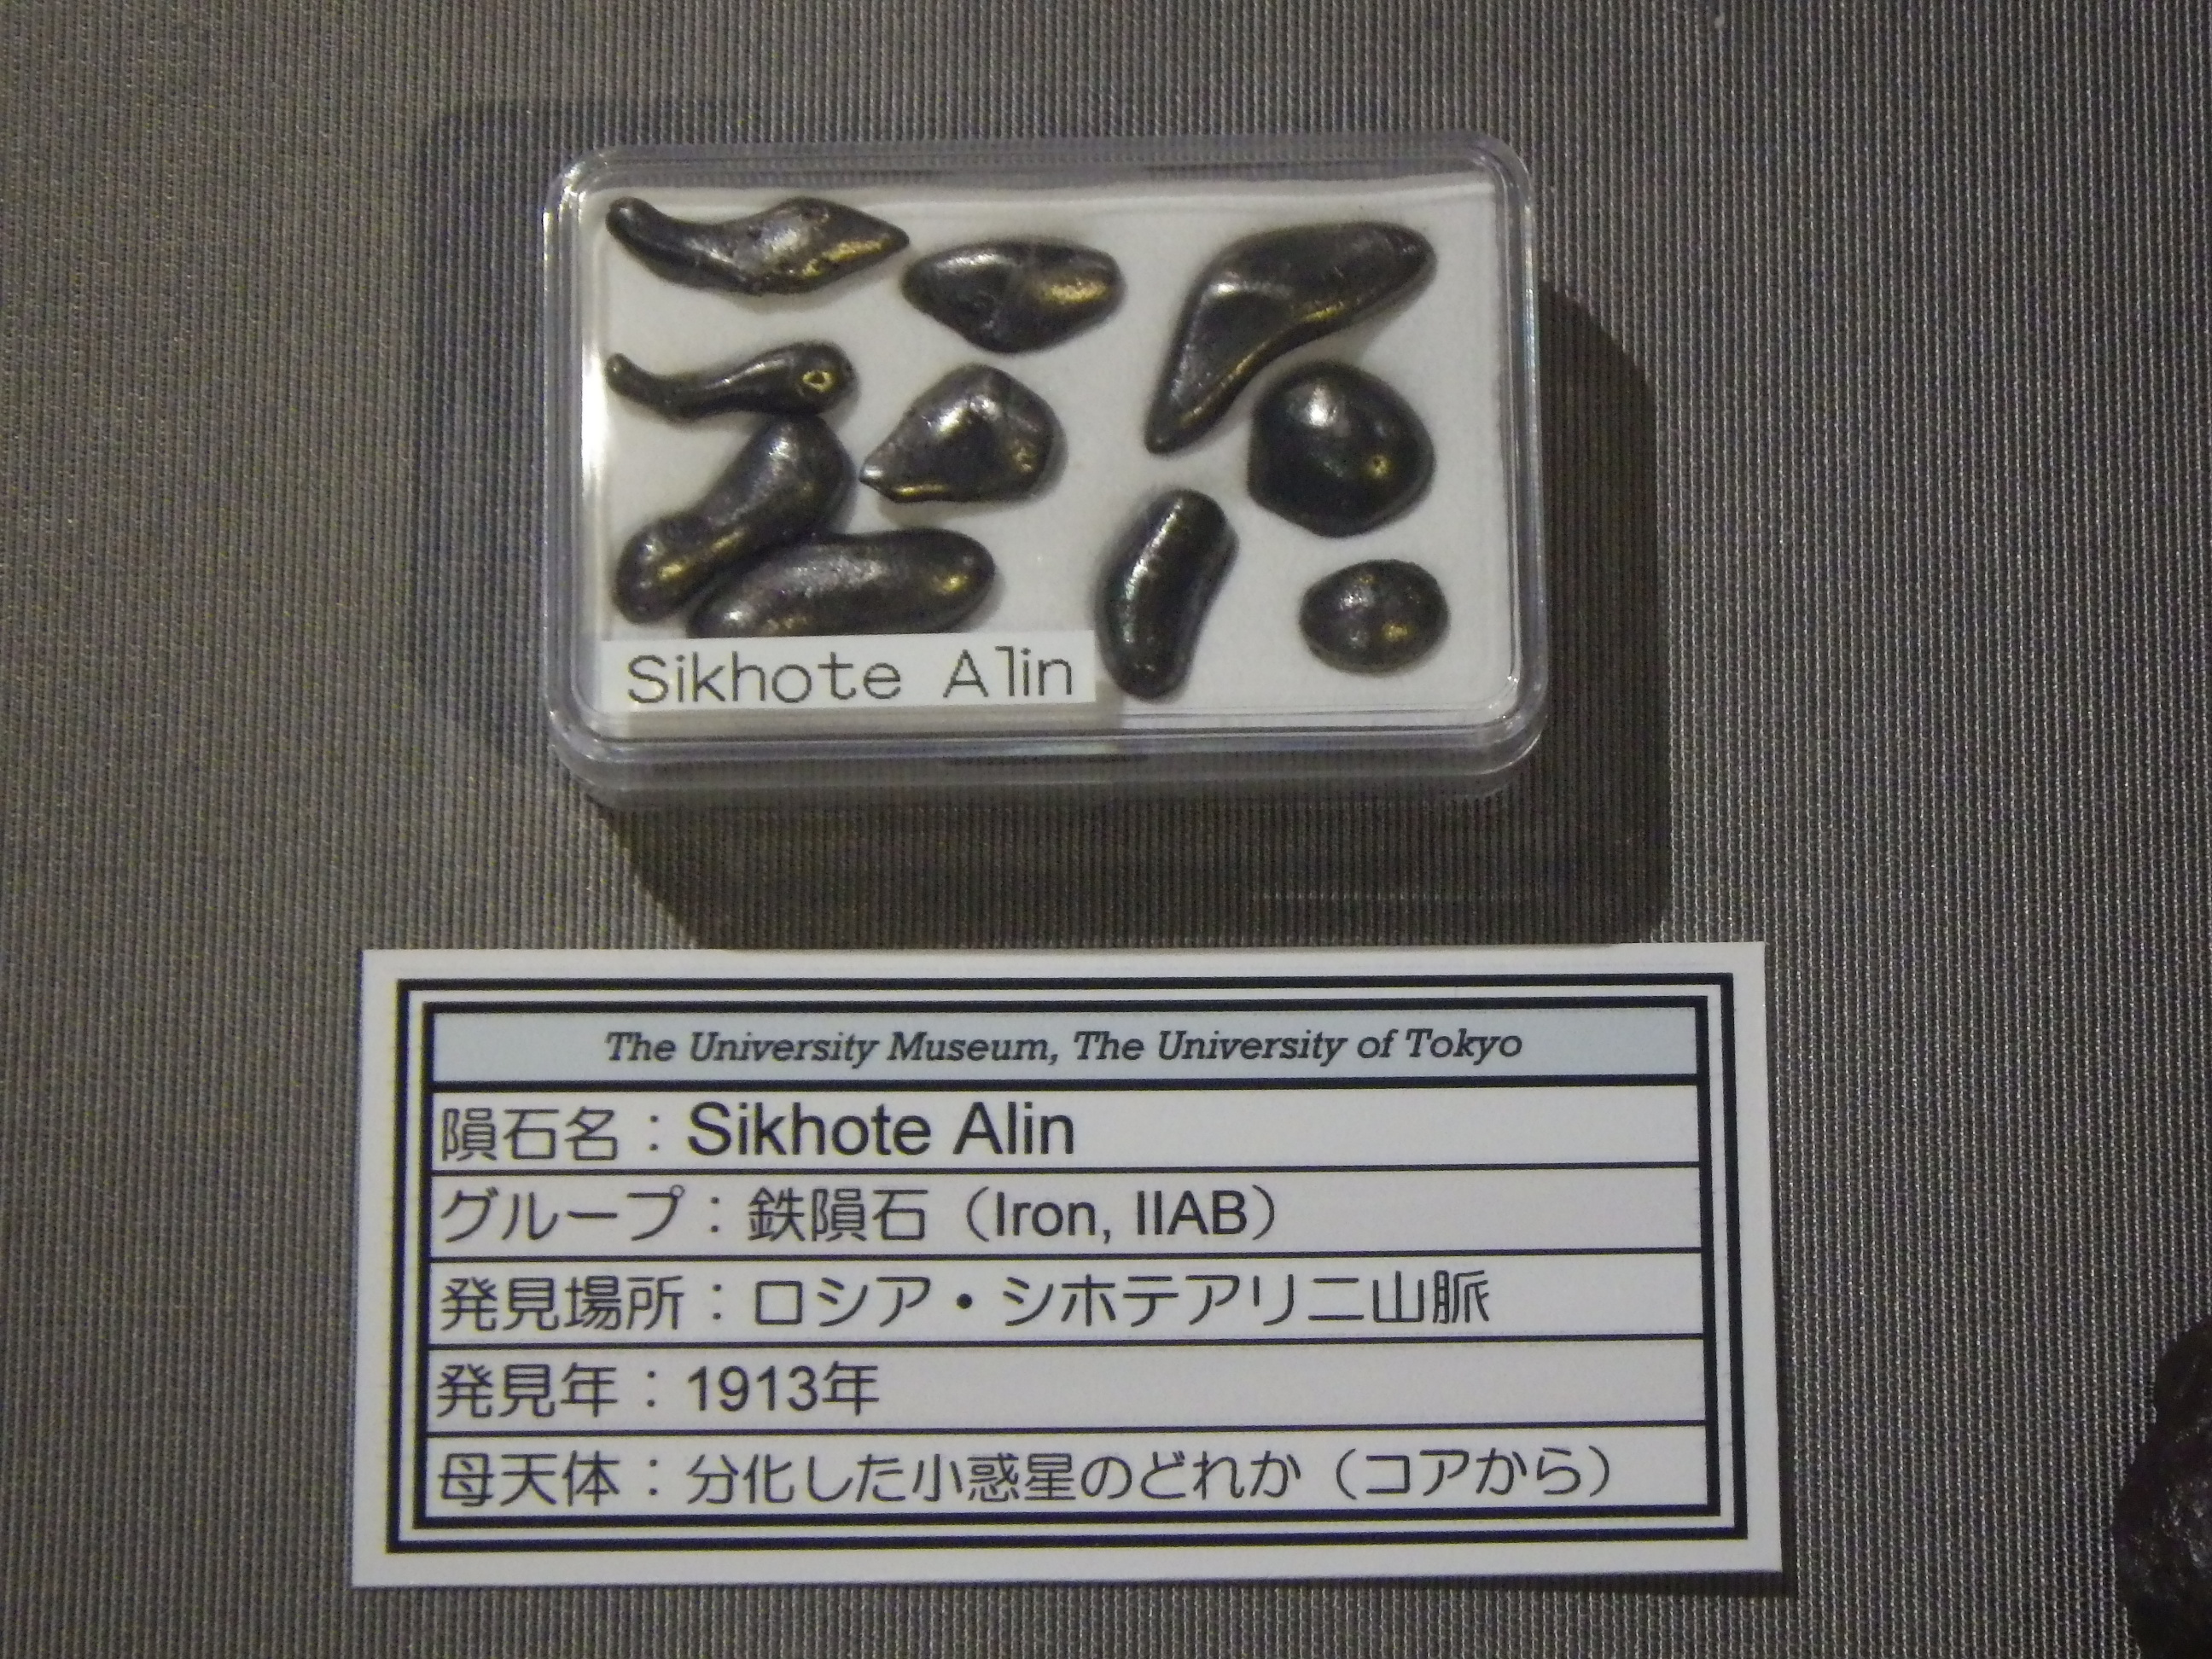 Sikhote Alin
The University Museum, The University of Tokyo
隕石名：Sikhote Alin
グループ：鉄隕石（Iron, IIAB）
発見場所：ロシア・シホテアリニ山脈
発見年：1913年
母天体：分化した小惑星のどれか（コアから）